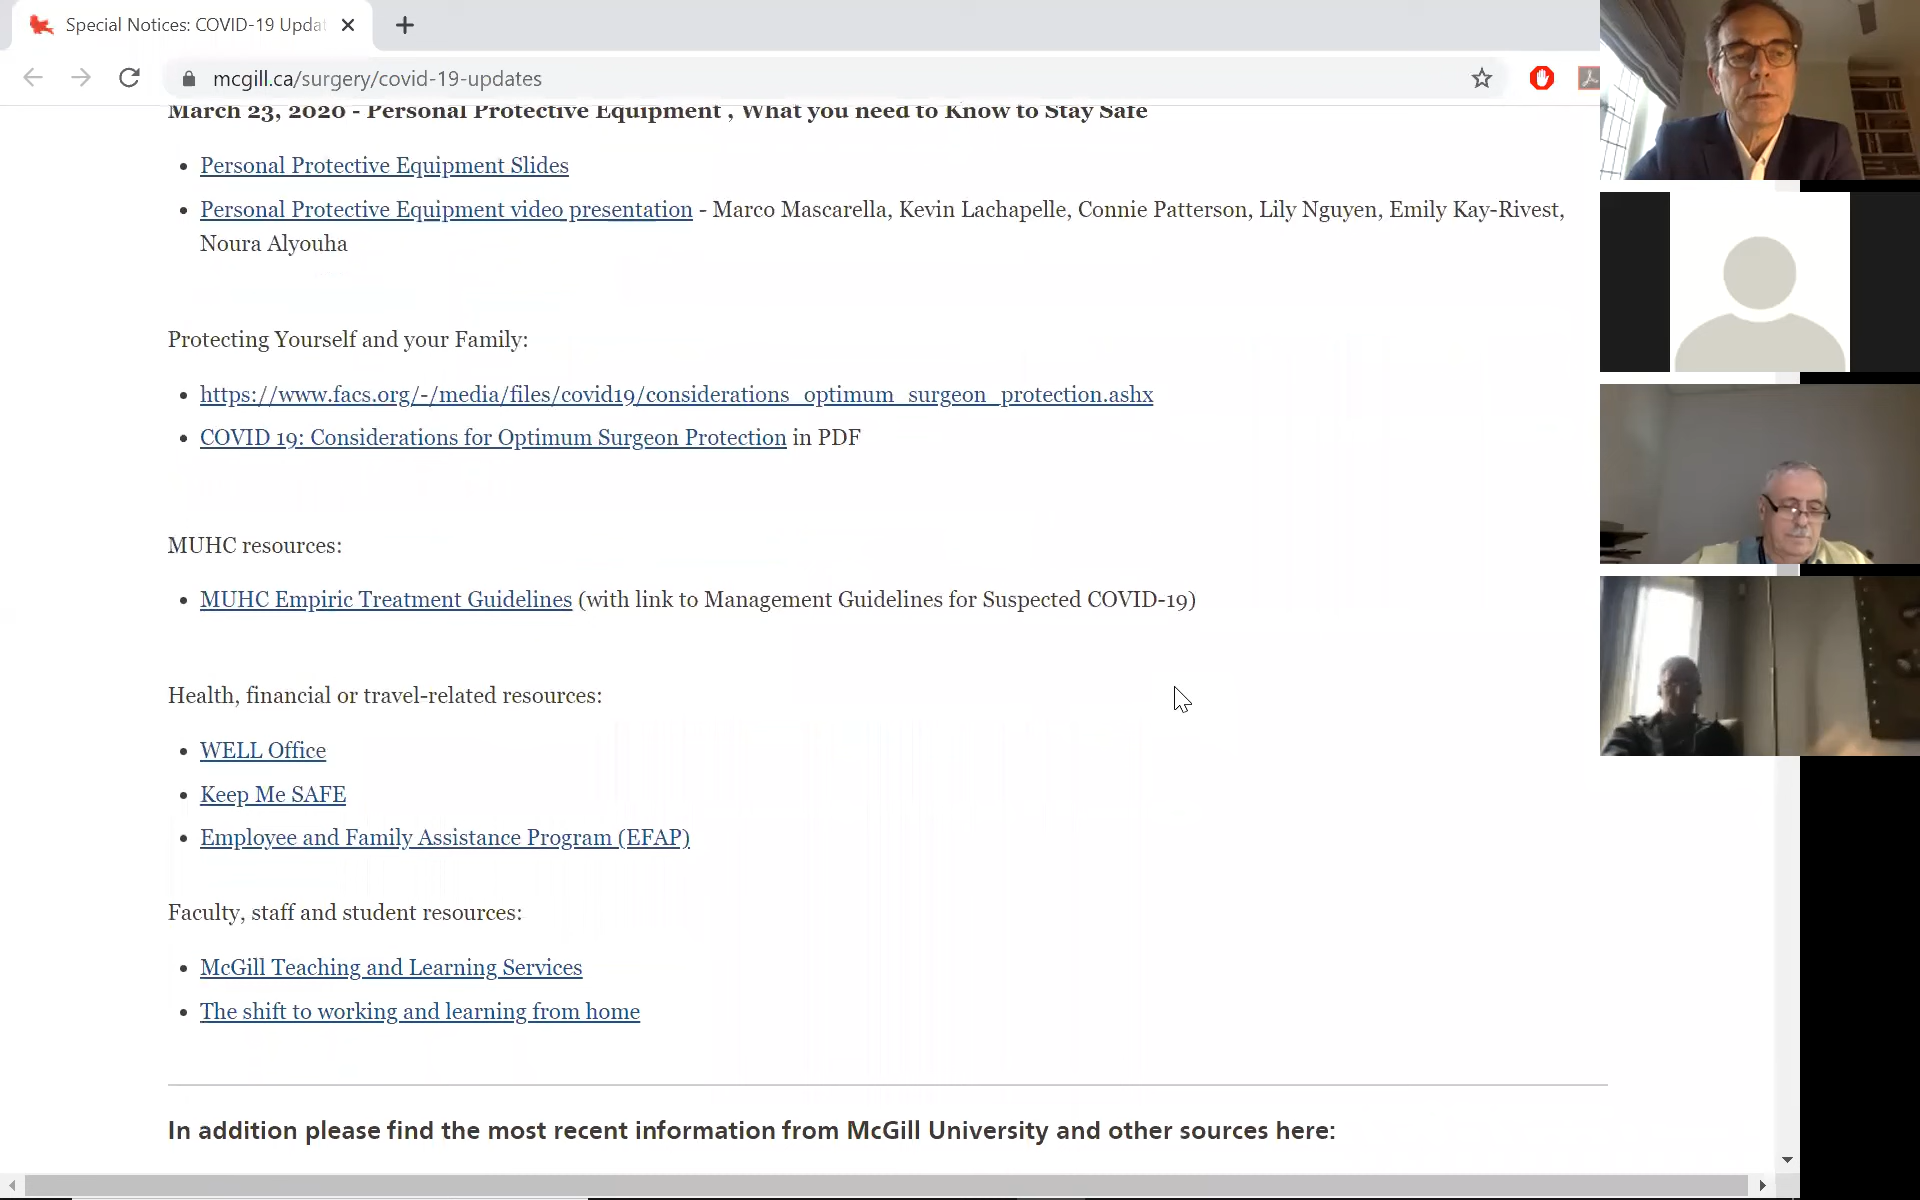 Special Notices: COVID-19 Updat
mcgill.ca/surgery/covid-19-updates
March 23, 2020 - Personal Protective Equipment , What you need to Know to Stay Safe
Personal Protective Equipment Slides
Personal Protective Equipment video presentation - Marco Mascarella, Kevin Lachapelle, Connie Patterson, Lily Nguyen, Emily Kay-Rivest,
Noura Alyouha
Protecting Yourself and your Family:
https://www.facs.org/-/media/files/covid19/considerations_optimum_surgeon_protection.ashx
COVID 19: Considerations for Optimum Surgeon Protection in PDF
MUHC resources:
MUHC Empiric Treatment Guidelines (with link to Management Guidelines for Suspected COVID-19)
Health, financial or travel-related resources:
WELL Office
Keep Me SAFE
Employee and Family Assistance Program (EFAP)
Faculty, staff and student resources:
McGill Teaching and Learning Services
The shift to working and learning from home
In addition please find the most recent information from McGill University and other sources here: